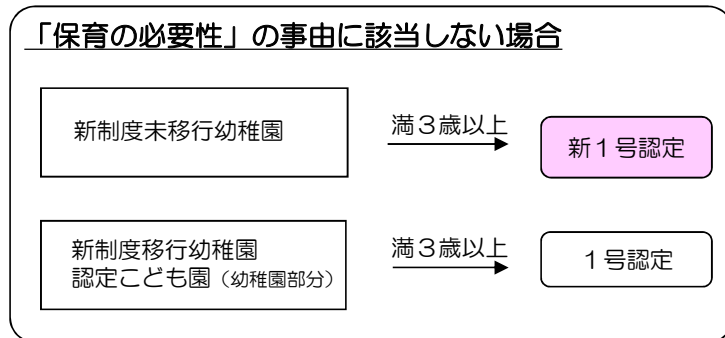 「保育の必要性」の事由に該当しない場合
新制度未移行幼稚園
満３歳以上
新１号認定
新制度移行幼稚園
認定こども園（幼稚園部分）
満３歳以上
１号認定